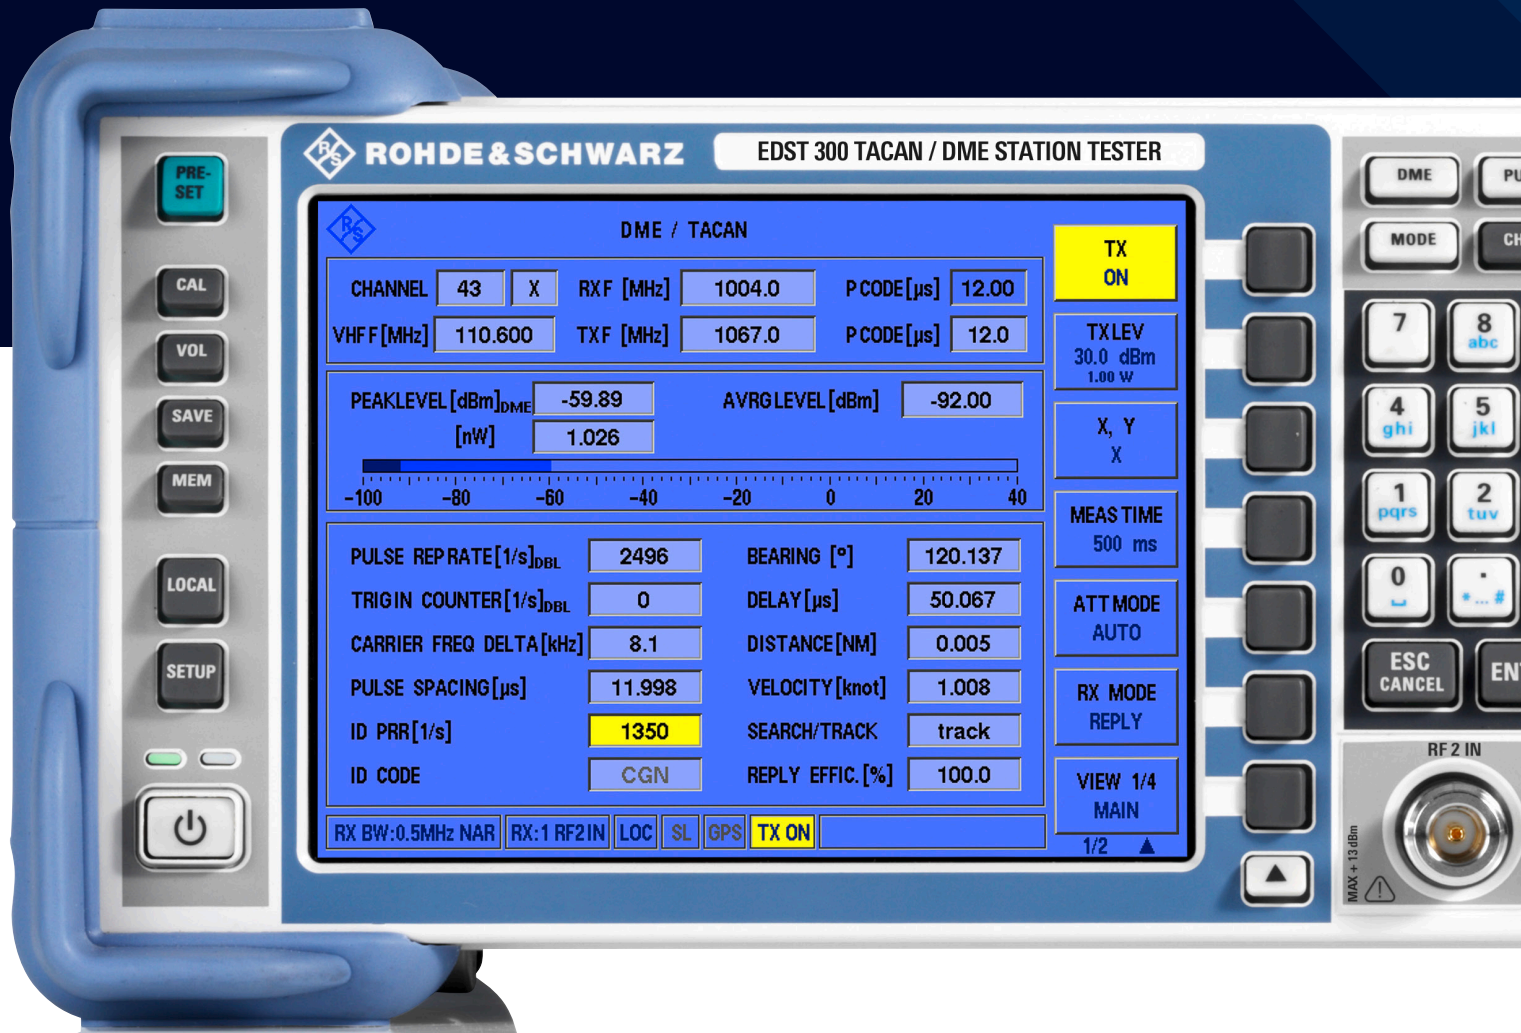 ROHDE & SCHWARZ
EDST 300 TACAN / DME STATION TESTER
PRE-
SET
CAL
VOL
SAVE
MEM
LOCAL
SETUP
R S
DME / TACAN
CHANNEL 43 X RX F [MHz] 1004.0 P CODE [µs] 12.00
VHF F [MHz] 110.600 TX F [MHz] 1067.0 P CODE [µs] 12.0
PEAKLEVEL [dBm]DME -59.89 AVRG LEVEL [dBm] -92.00
[nW] 1.026
-100 -80 -60 -40 -20 0 20 40
PULSE REP RATE [1/s]DBL 2496 BEARING [°] 120.137
TRIG IN COUNTER [1/s]DBL 0 DELAY [µs] 50.067
CARRIER FREQ DELTA [kHz] 8.1 DISTANCE [NM] 0.005
PULSE SPACING [µs] 11.998 VELOCITY [knot] 1.008
ID PRR [1/s] 1350 SEARCH/TRACK track
ID CODE CGN REPLY EFFIC. [%] 100.0
RX BW:0.5MHz NAR RX:1 RF2IN LOC SL GPS TX ON
TX
ON
TX LEV
30.0 dBm
1.00 W
X, Y
X
MEAS TIME
500 ms
ATT MODE
AUTO
RX MODE
REPLY
VIEW 1/4
MAIN
1/2 ▲
▲
DME PU
MODE CH
7 8
abc
4 5
ghi jkl
1 2
pqrs tuv
0 .
*...#
ESC
CANCEL
ENT
RF 2 IN
MAX + 13 dBm